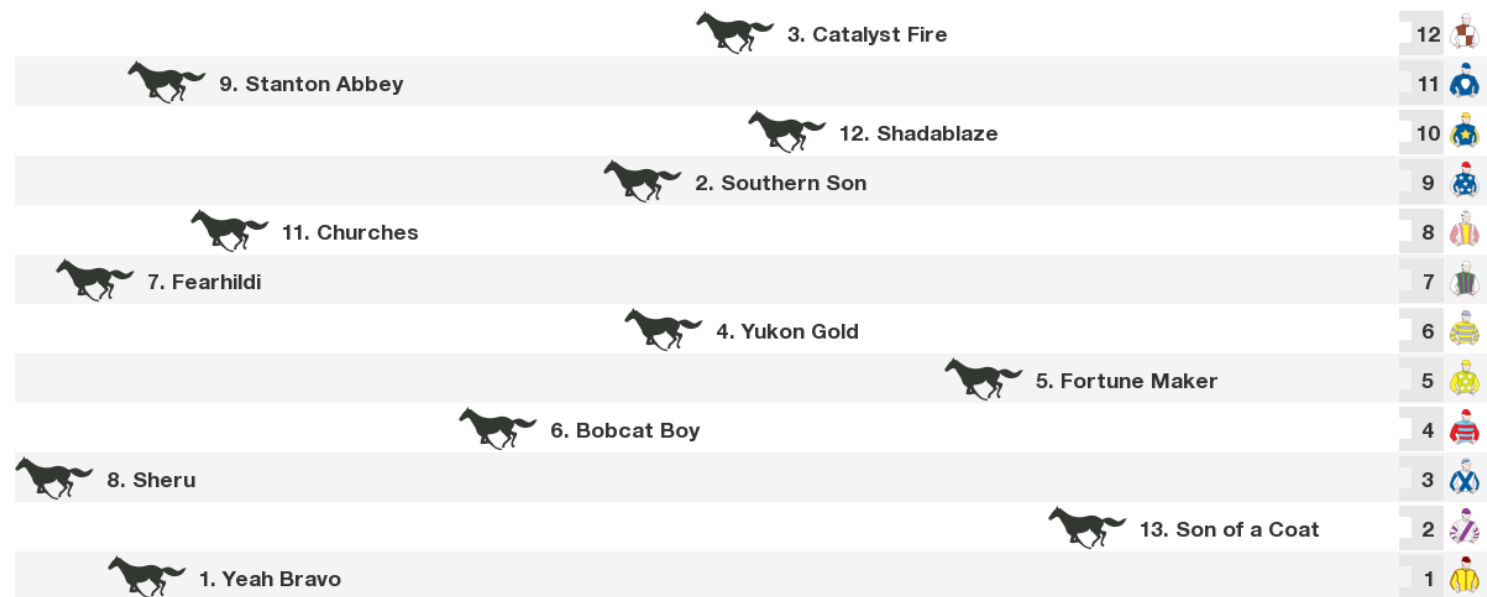 3. Catalyst Fire 12
9. Stanton Abbey 11
12. Shadablaze 10
2. Southern Son 9
11. Churches 8
7. Fearhildi 7
4. Yukon Gold 6
5. Fortune Maker 5
6. Bobcat Boy 4
8. Sheru 3
13. Son of a Coat 2
1. Yeah Bravo 1